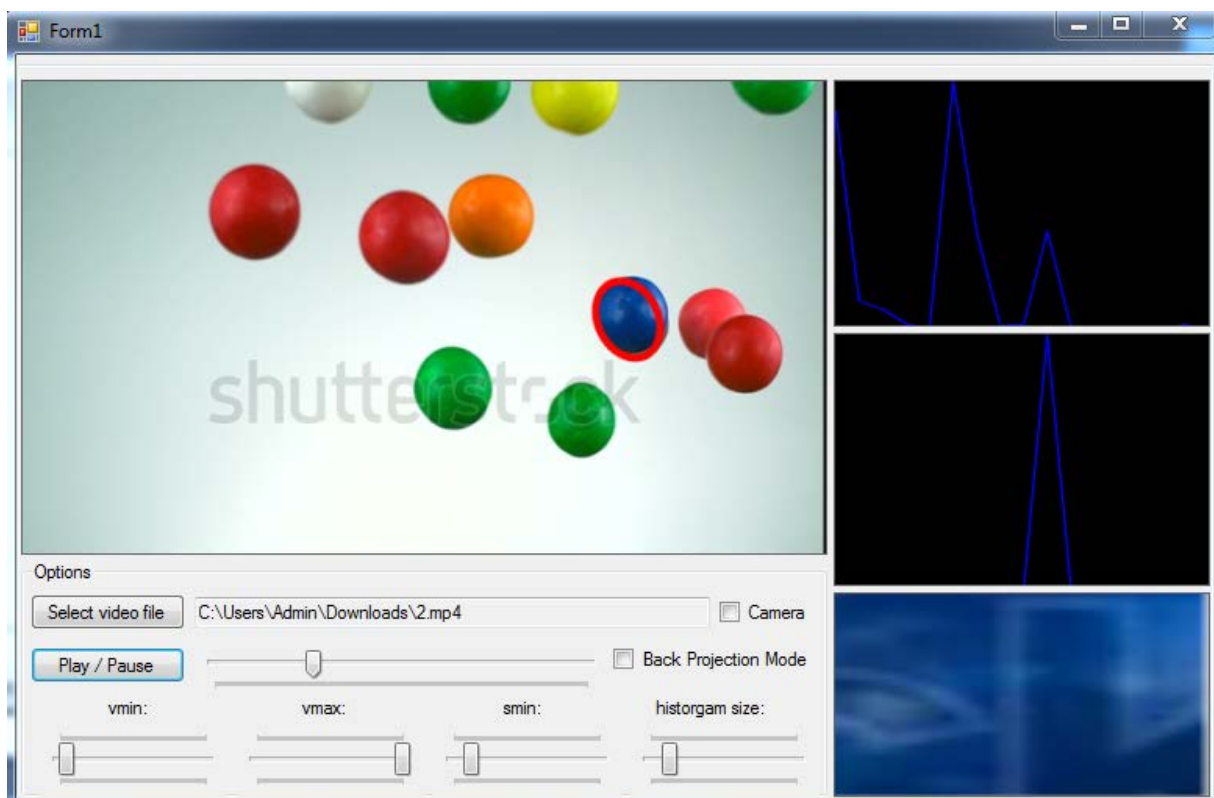 Form1
shutterstock
Options
Select video file C:\Users\Admin\Downloads\2.mp4 Camera
Play / Pause Back Projection Mode
vmin: vmax: smin: historgam size: